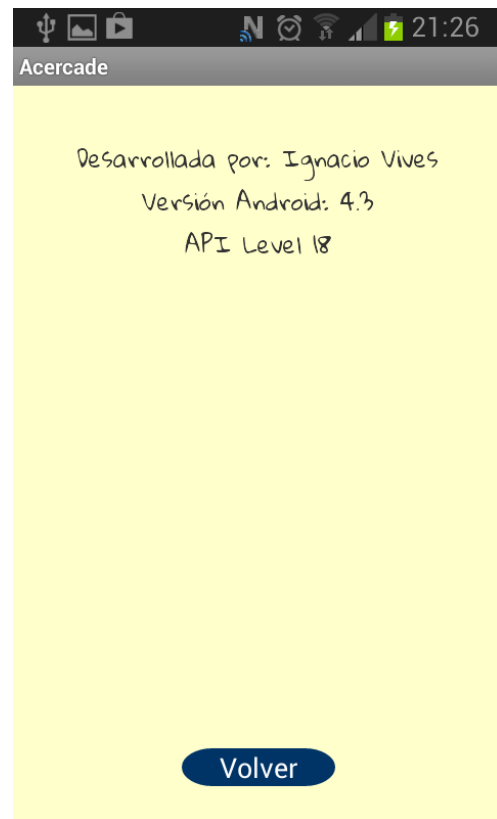 21:26
Acercade
Desarrollada por: Ignacio Vives
Versión Android: 4.3
API Level 18
Volver